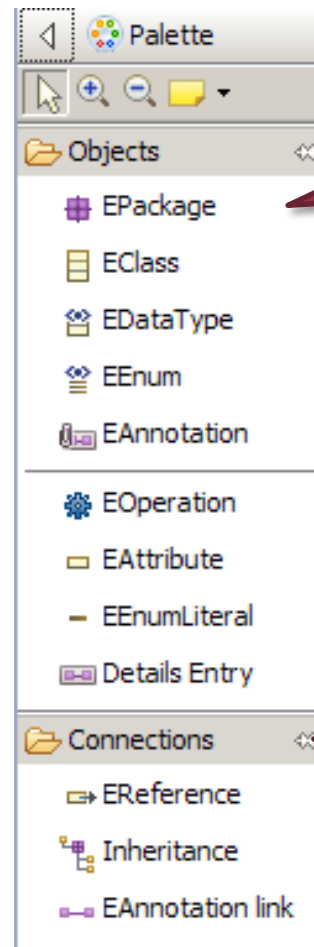 Palette
Objects
EPackage
EClass
EDataType
EEnum
EAnnotation
EOperation
EAttribute
EEnumLiteral
Details Entry
Connections
EReference
Inheritance
EAnnotation link